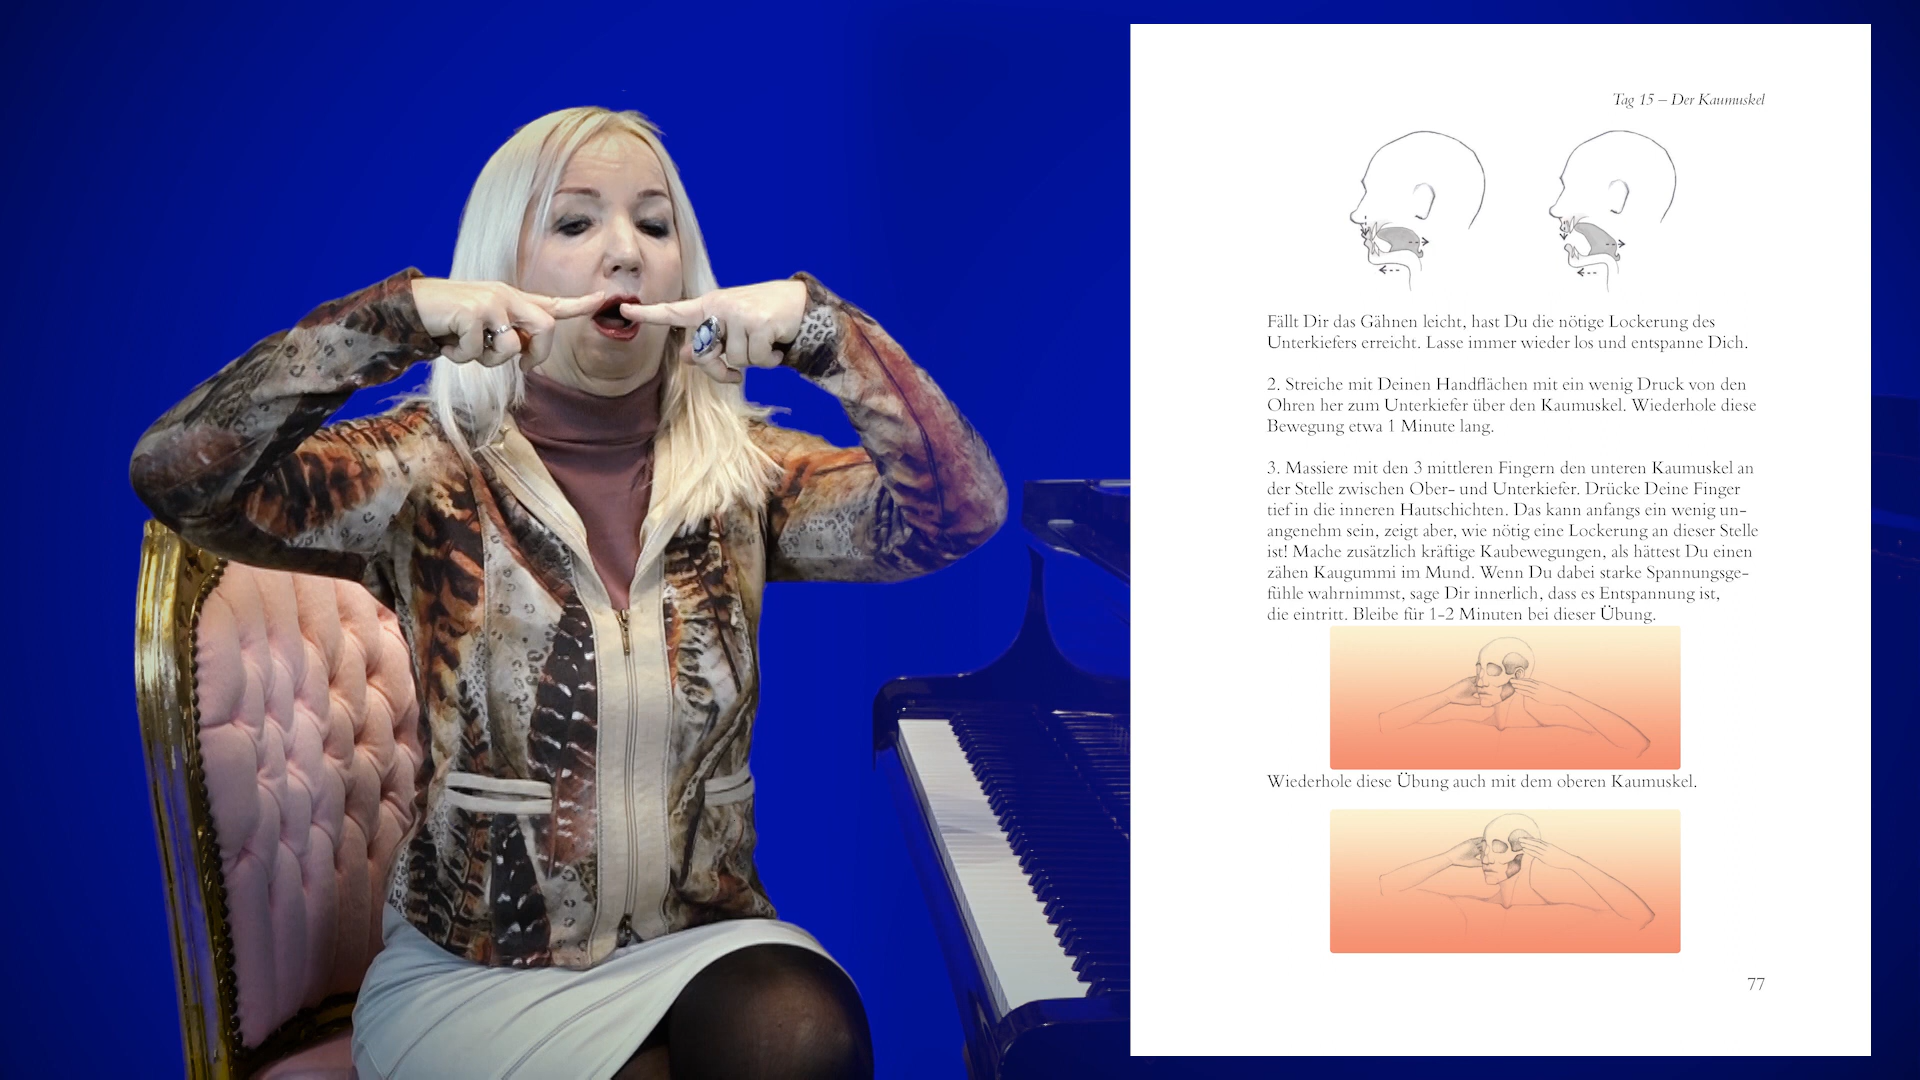 Tag 15 – Der Kaumuskel
Fällt Dir das Gähnen leicht, hast Du die nötige Lockerung des
Unterkiefers erreicht. Lasse immer wieder los und entspanne Dich.
2. Streiche mit Deinen Handflächen mit ein wenig Druck von den
Ohren her zum Unterkiefer über den Kaumuskel. Wiederhole diese
Bewegung etwa 1 Minute lang.
3. Massiere mit den 3 mittleren Fingern den unteren Kaumuskel an
der Stelle zwischen Ober- und Unterkiefer. Drücke Deine Finger
tief in die inneren Hautschichten. Das kann anfangs ein wenig un-
angenehm sein, zeigt aber, wie nötig eine Lockerung an dieser Stelle
ist! Mache zusätzlich kräftige Kaubewegungen, als hättest Du einen
zähen Kaugummi im Mund. Wenn Du dabei starke Spannungsge-
fühle wahrnimmst, sage Dir innerlich, dass es Entspannung ist,
die eintritt. Bleibe für 1-2 Minuten bei dieser Übung.
Wiederhole diese Übung auch mit dem oberen Kaumuskel.
77